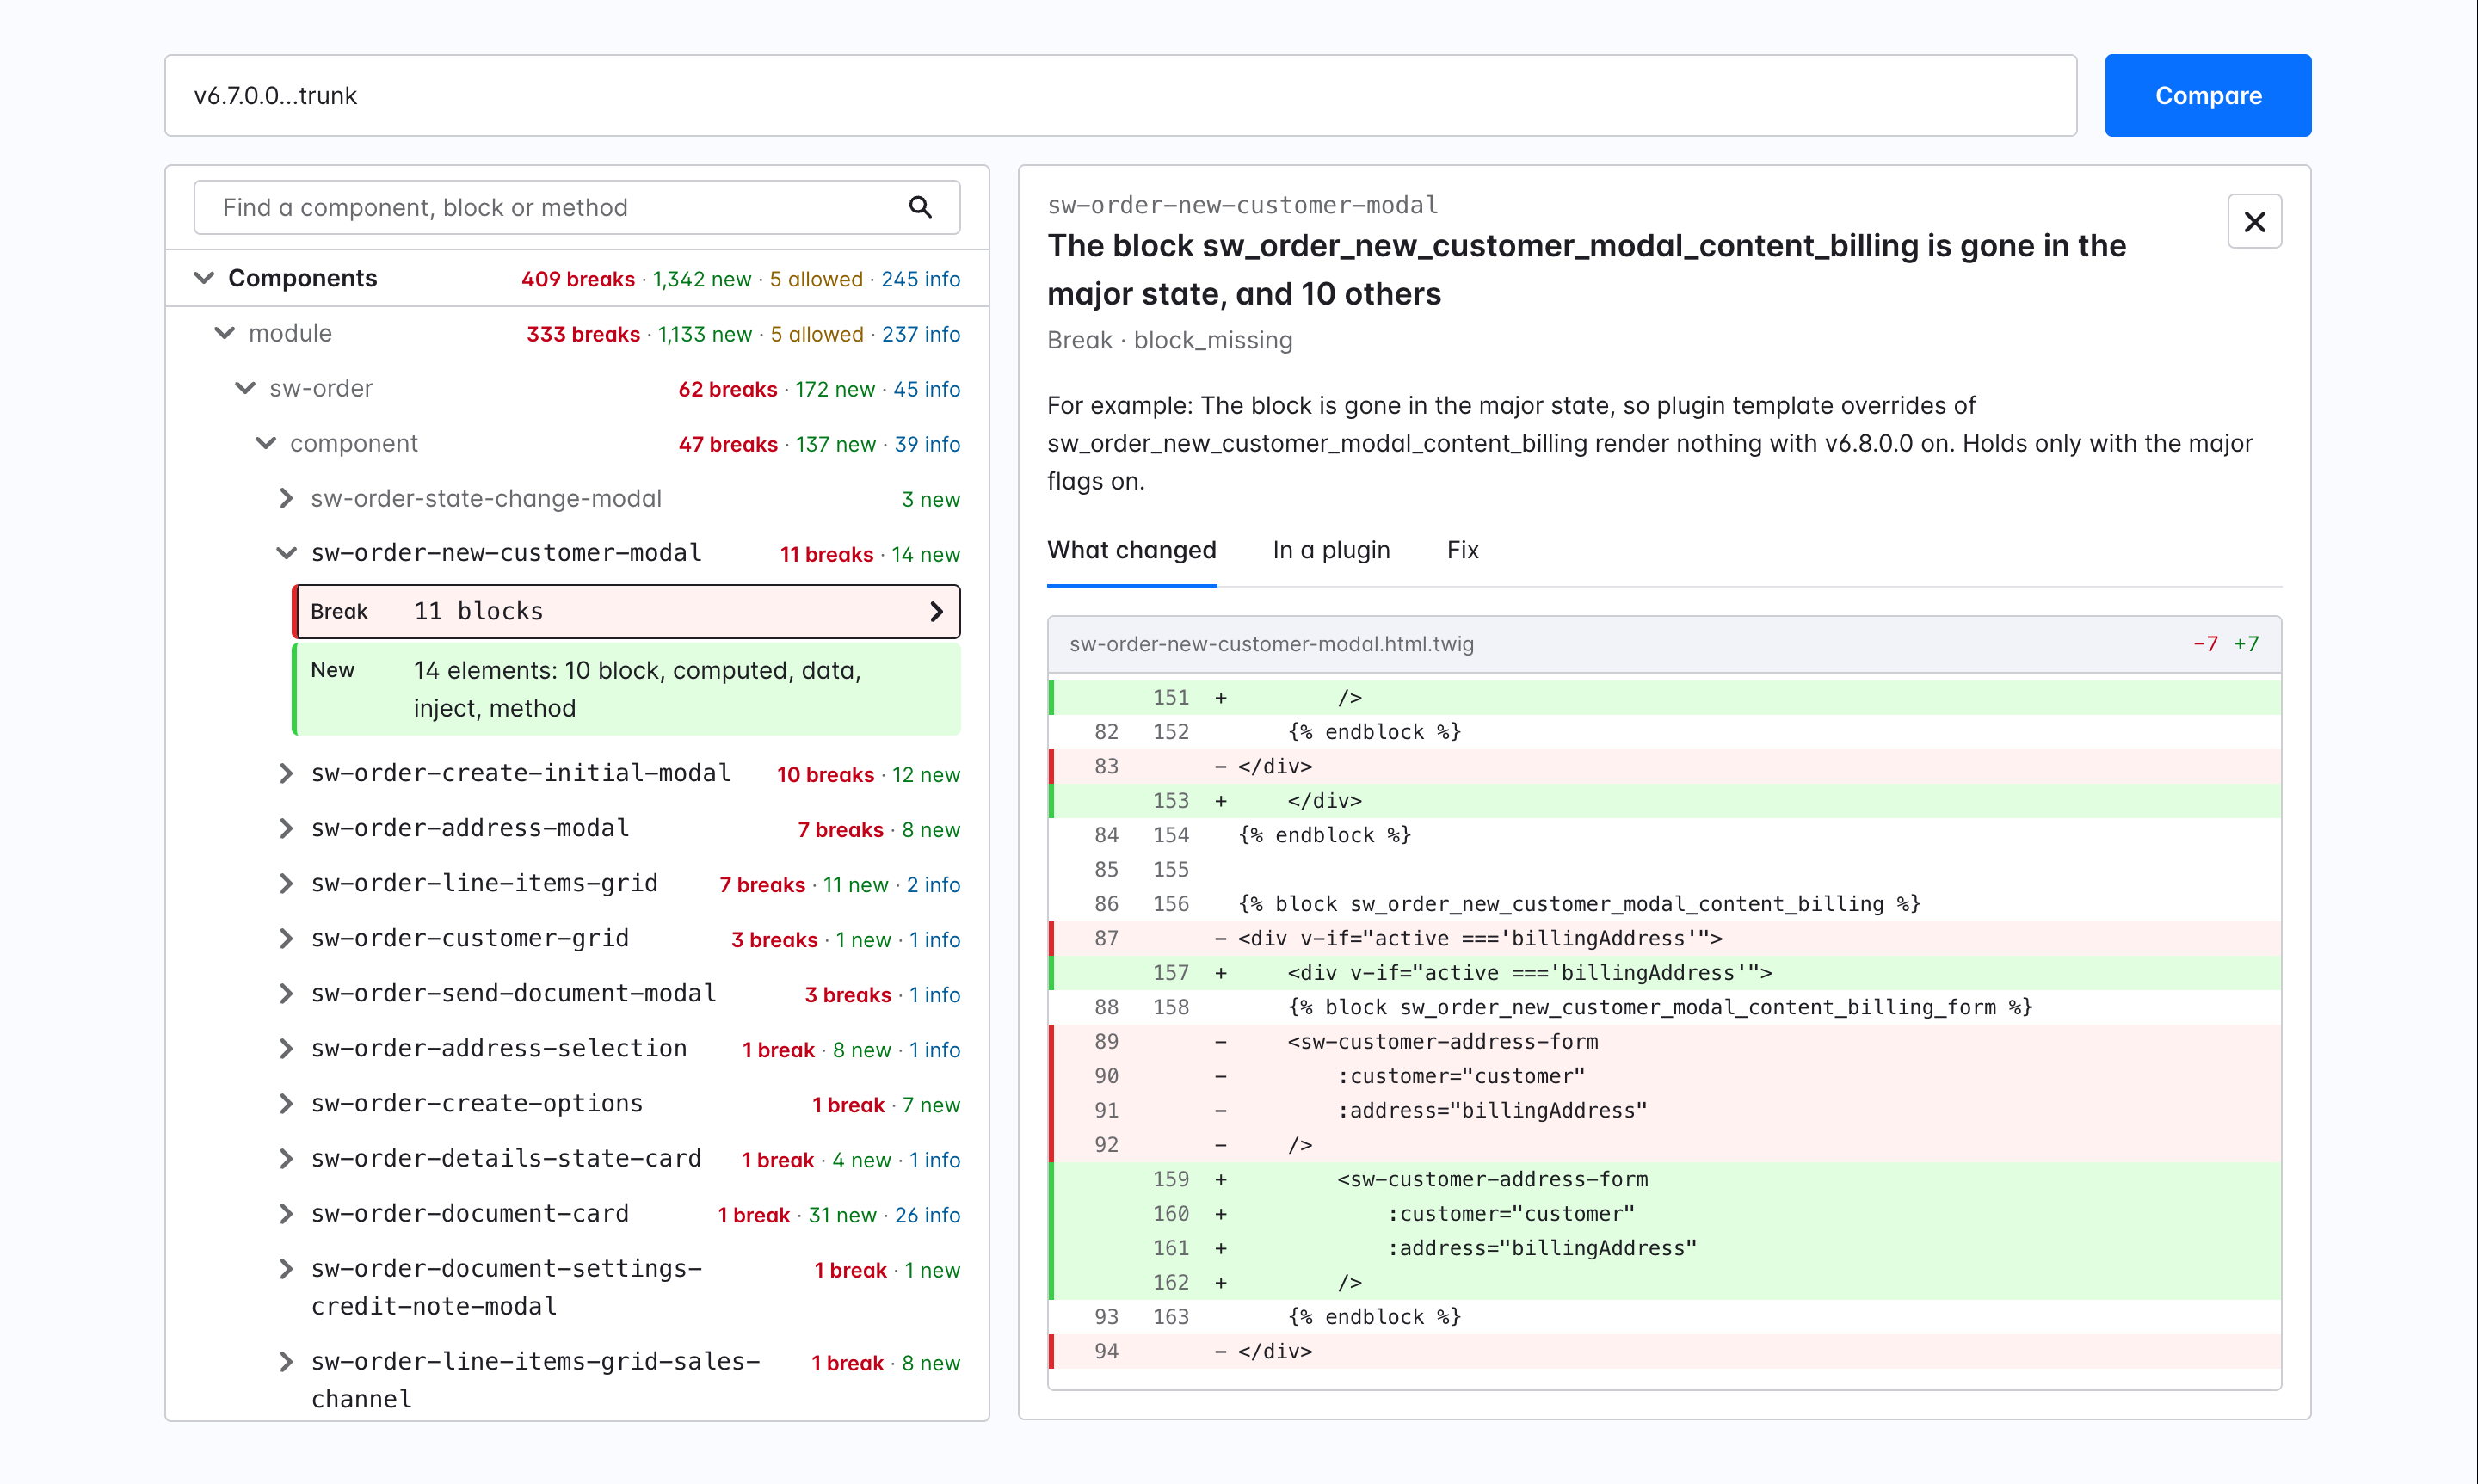 v6.7.0.0...trunk
Compare
Find a component, block or method
Components 409 breaks · 1,342 new · 5 allowed · 245 info
module 333 breaks · 1,133 new · 5 allowed · 237 info
sw-order 62 breaks · 172 new · 45 info
component 47 breaks · 137 new · 39 info
sw-order-state-change-modal 3 new
sw-order-new-customer-modal 11 breaks · 14 new
Break 11 blocks
New 14 elements: 10 block, computed, data,
inject, method
sw-order-create-initial-modal 10 breaks · 12 new
sw-order-address-modal 7 breaks · 8 new
sw-order-line-items-grid 7 breaks · 11 new · 2 info
sw-order-customer-grid 3 breaks · 1 new · 1 info
sw-order-send-document-modal 3 breaks · 1 info
sw-order-address-selection 1 break · 8 new · 1 info
sw-order-create-options 1 break · 7 new
sw-order-details-state-card 1 break · 4 new · 1 info
sw-order-document-card 1 break · 31 new · 26 info
sw-order-document-settings- 1 break · 1 new
credit-note-modal
sw-order-line-items-grid-sales- 1 break · 8 new
channel
sw-order-new-customer-modal
The block sw_order_new_customer_modal_content_billing is gone in the
major state, and 10 others
Break · block_missing
For example: The block is gone in the major state, so plugin template overrides of
sw_order_new_customer_modal_content_billing render nothing with v6.8.0.0 on. Holds only with the major
flags on.
What changed In a plugin Fix
sw-order-new-customer-modal.html.twig −7 +7
151 + />
82 152 {% endblock %}
83 − </div>
153 + </div>
84 154 {% endblock %}
85 155
86 156 {% block sw_order_new_customer_modal_content_billing %}
87 − <div v-if="active ==='billingAddress'">
157 + <div v-if="active ==='billingAddress'">
88 158 {% block sw_order_new_customer_modal_content_billing_form %}
89 − <sw-customer-address-form
90 − :customer="customer"
91 − :address="billingAddress"
92 − />
159 + <sw-customer-address-form
160 + :customer="customer"
161 + :address="billingAddress"
162 + />
93 163 {% endblock %}
94 − </div>